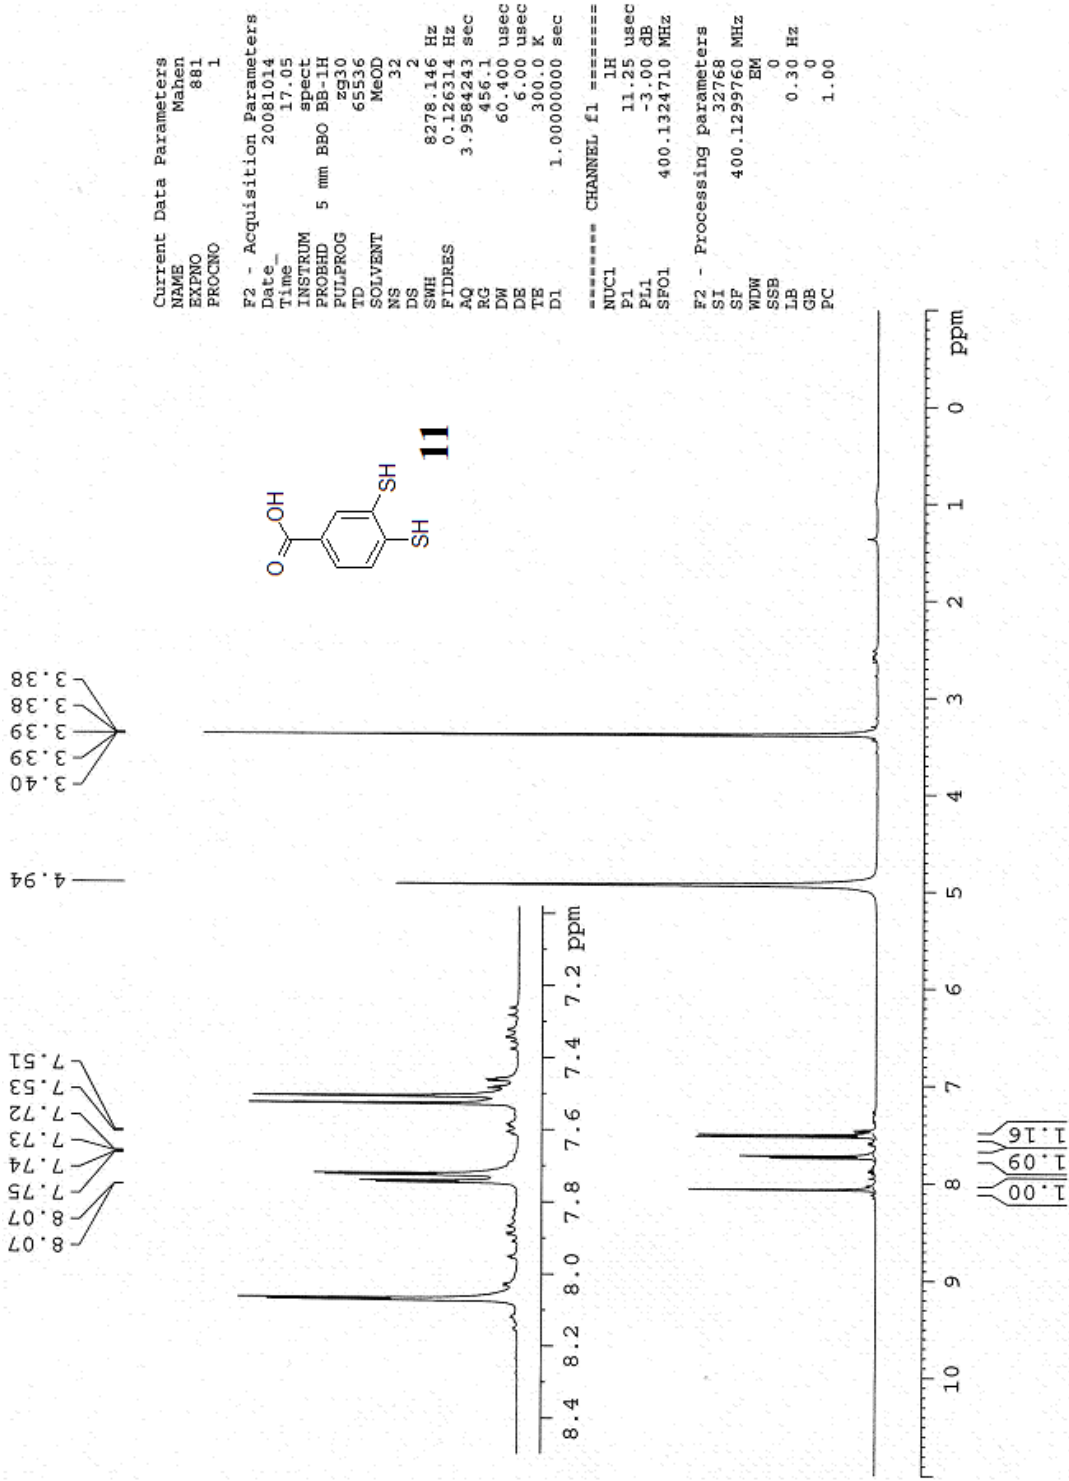 Current Data Parameters
NAME Mahen
EXPNO 881
PROCNO 1
F2 - Acquisition Parameters
Date_ 20081014
Time 17.05
INSTRUM spect
PROBHD 5 mm BBO BB-1H
PULPROG zg30
TD 65536
SOLVENT MeOD
NS 32
DS 2
SWH 8278.146 Hz
FIDRES 0.126314 Hz
AQ 3.9584243 sec
RG 456.1
DW 60.400 usec
DE 6.00 usec
TE 300.0 K
D1 1.00000000 sec
======== CHANNEL f1 ========
NUC1 1H
P1 11.25 usec
PL1 -3.00 dB
SFO1 400.1324710 MHz
F2 - Processing parameters
SI 32768
SF 400.1299760 MHz
WDW EM
SSB 0
LB 0.30 Hz
GB 0
PC 1.00
8.07
8.07
7.75
7.74
7.73
7.72
7.53
7.51
4.94
3.40
3.39
3.39
3.38
3.38
O
OH
SH
SH
11
8.4 8.2 8.0 7.8 7.6 7.4 7.2 ppm
10 9 8 7 6 5 4 3 2 1 0 ppm
1.00
1.09
1.16